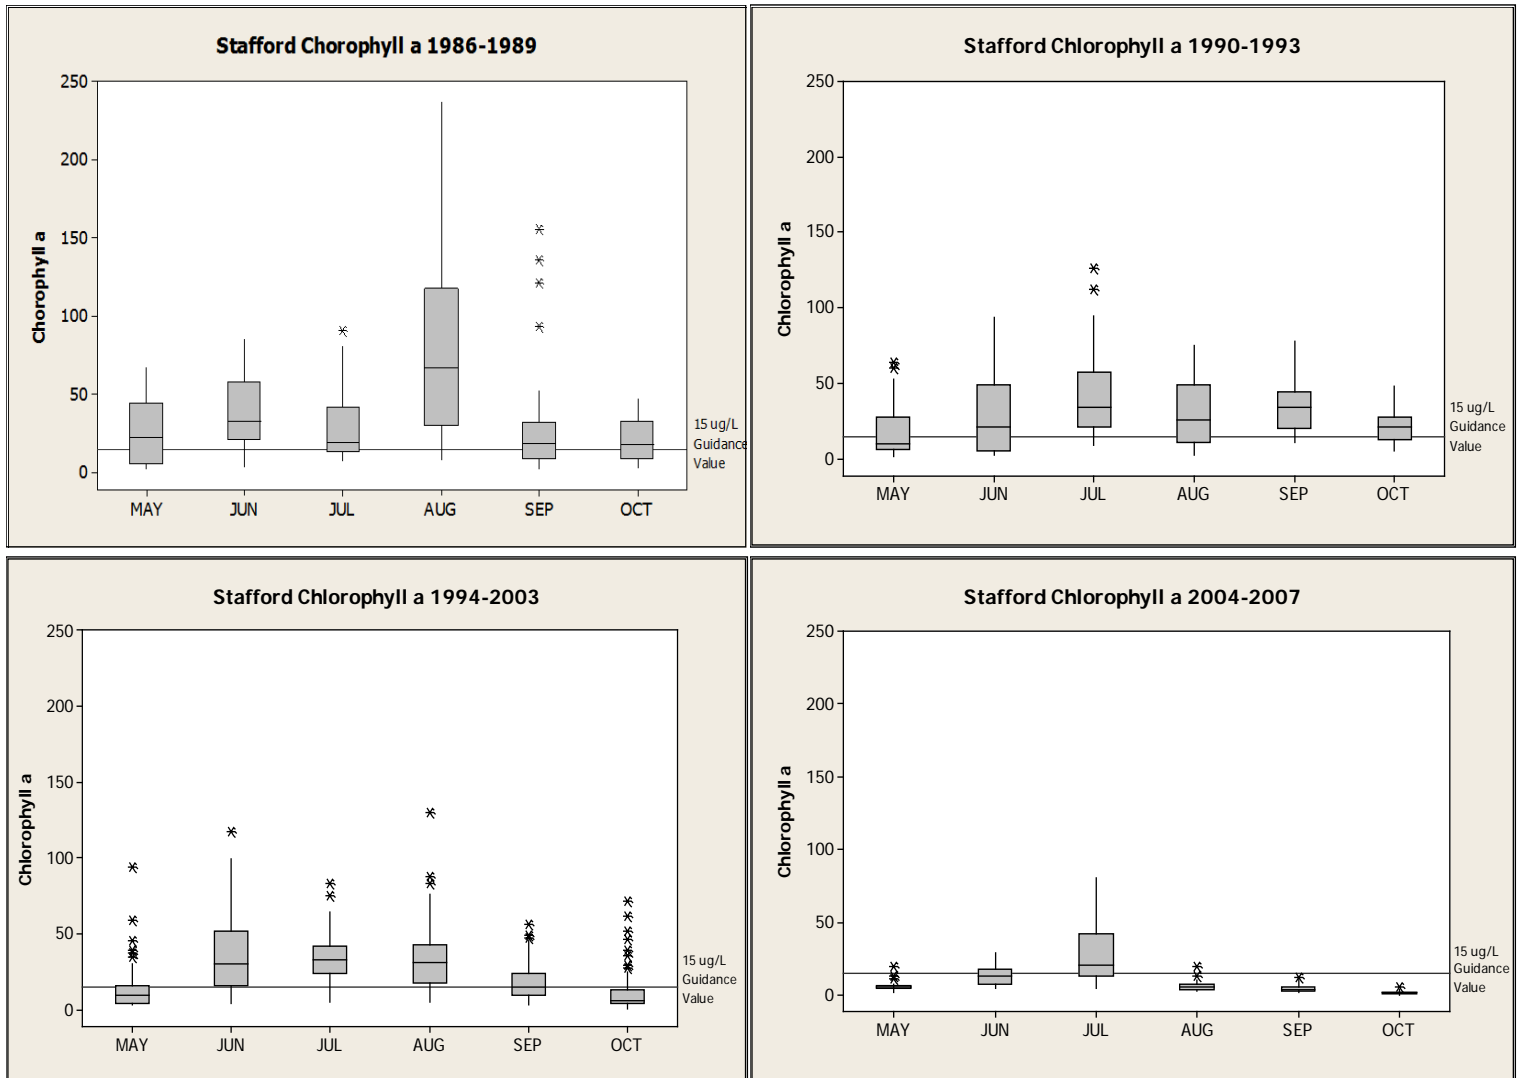 Stafford Chorophyll a 1986-1989
Chorophyll a
250
200
150
100
50
0
15 ug/L
Guidance
Value
MAY JUN JUL AUG SEP OCT
Stafford Chlorophyll a 1990-1993
Chlorophyll a
250
200
150
100
50
0
15 ug/L
Guidance
Value
MAY JUN JUL AUG SEP OCT
Stafford Chlorophyll a 1994-2003
Chlorophyll a
250
200
150
100
50
0
15 ug/L
Guidance
Value
MAY JUN JUL AUG SEP OCT
Stafford Chlorophyll a 2004-2007
Chlorophyll a
250
200
150
100
50
0
15 ug/L
Guidance
Value
MAY JUN JUL AUG SEP OCT